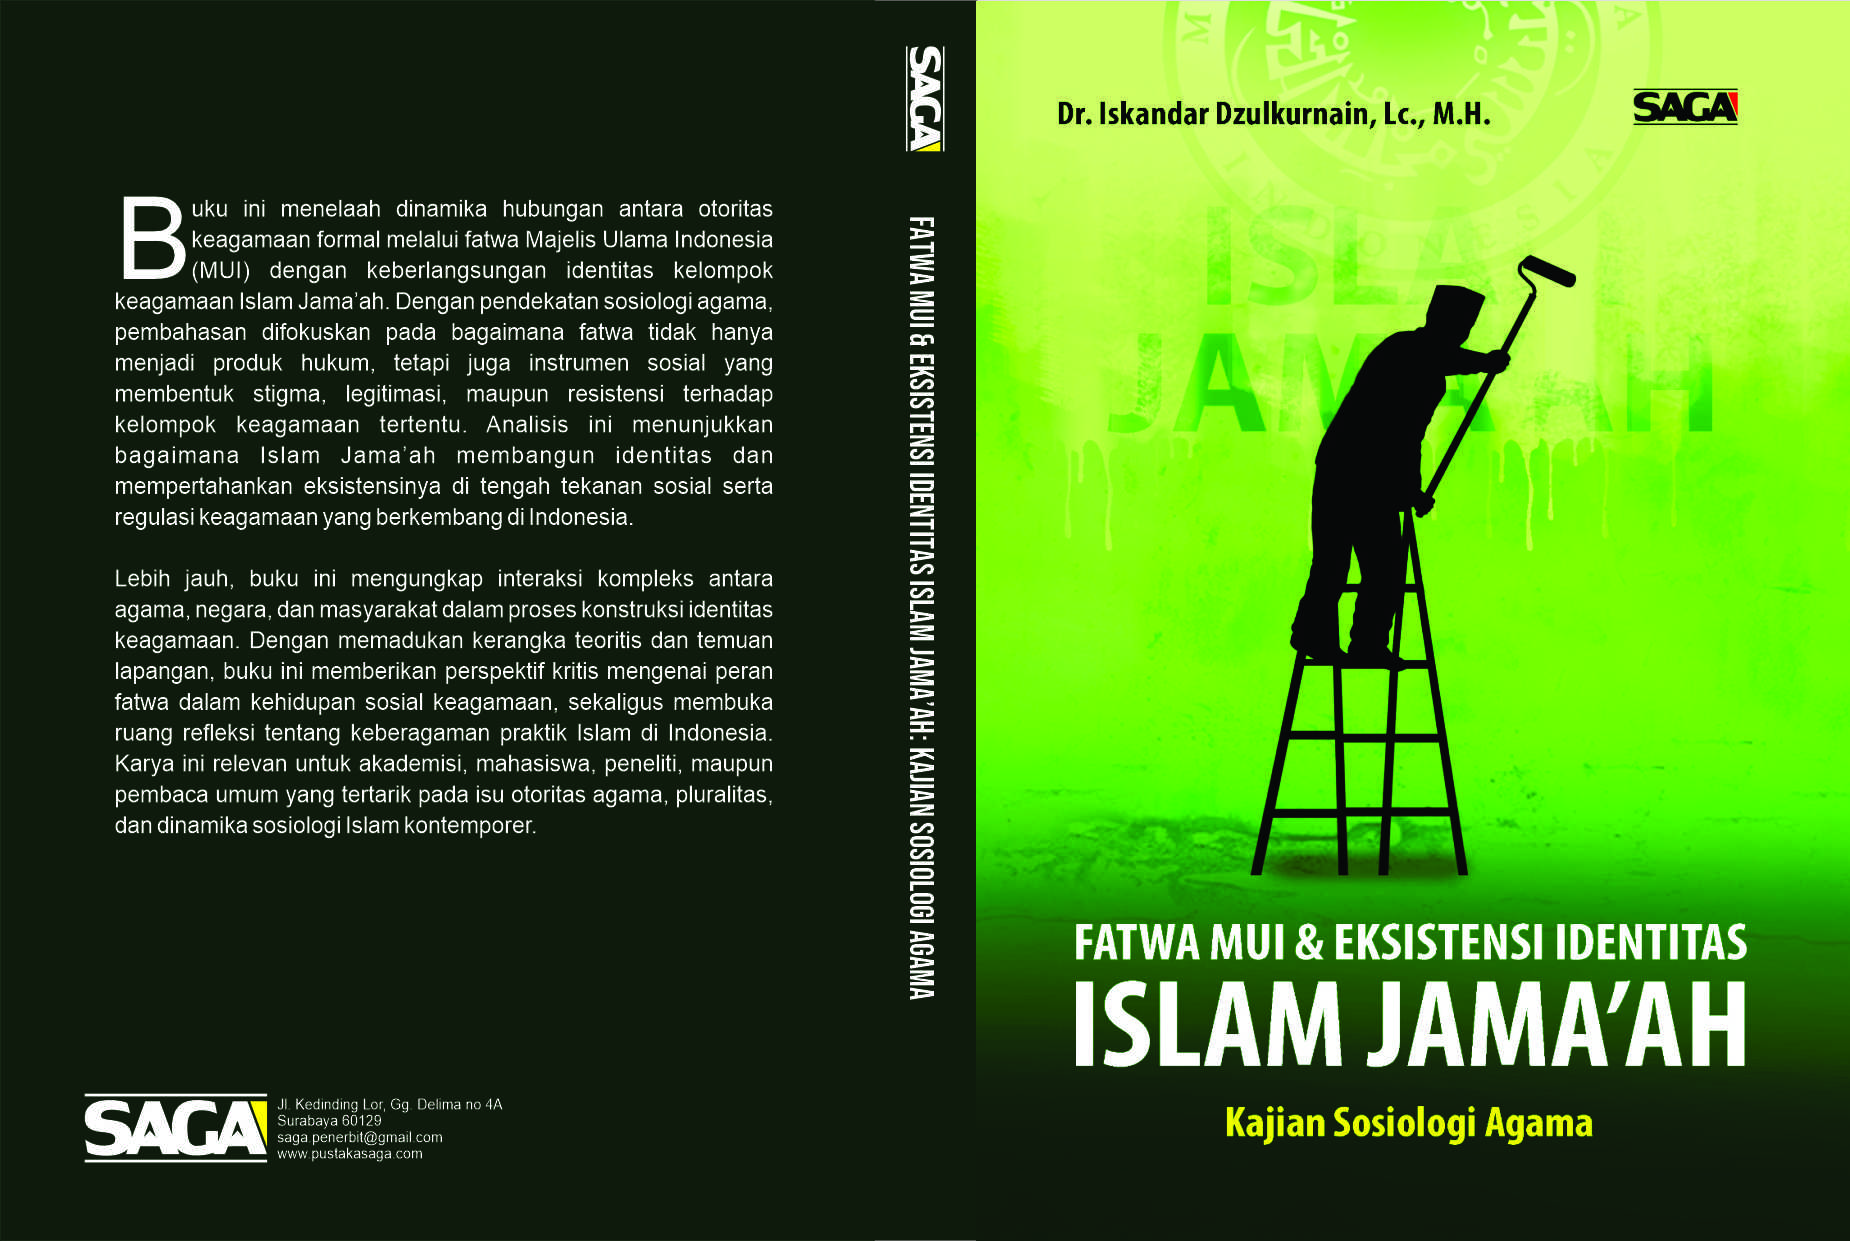 Buku ini menelaah dinamika hubungan antara otoritas
keagamaan formal melalui fatwa Majelis Ulama Indonesia
(MUI) dengan keberlangsungan identitas kelompok
keagamaan Islam Jama’ah. Dengan pendekatan sosiologi agama,
pembahasan difokuskan pada bagaimana fatwa tidak hanya
menjadi produk hukum, tetapi juga instrumen sosial yang
membentuk stigma, legitimasi, maupun resistensi terhadap
kelompok keagamaan tertentu. Analisis ini menunjukkan
bagaimana Islam Jama’ah membangun identitas dan
mempertahankan eksistensinya di tengah tekanan sosial serta
regulasi keagamaan yang berkembang di Indonesia.
Lebih jauh, buku ini mengungkap interaksi kompleks antara
agama, negara, dan masyarakat dalam proses konstruksi identitas
keagamaan. Dengan memadukan kerangka teoritis dan temuan
lapangan, buku ini memberikan perspektif kritis mengenai peran
fatwa dalam kehidupan sosial keagamaan, sekaligus membuka
ruang refleksi tentang keberagaman praktik Islam di Indonesia.
Karya ini relevan untuk akademisi, mahasiswa, peneliti, maupun
pembaca umum yang tertarik pada isu otoritas agama, pluralitas,
dan dinamika sosiologi Islam kontemporer.
SAGA
Jl. Kedinding Lor, Gg. Delima no 4A
Surabaya 60129
saga.penerbit@gmail.com
www.pustakasaga.com
SAGA
FATWA MUI & EKSISTENSI IDENTITAS ISLAM JAMA’AH: KAJIAN SOSIOLOGI AGAMA
Dr. Iskandar Dzulkurnain, Lc., M.H.
SAGA
ISLA
JAMA'AH
FATWA MUI & EKSISTENSI IDENTITAS
ISLAM JAMA’AH
Kajian Sosiologi Agama